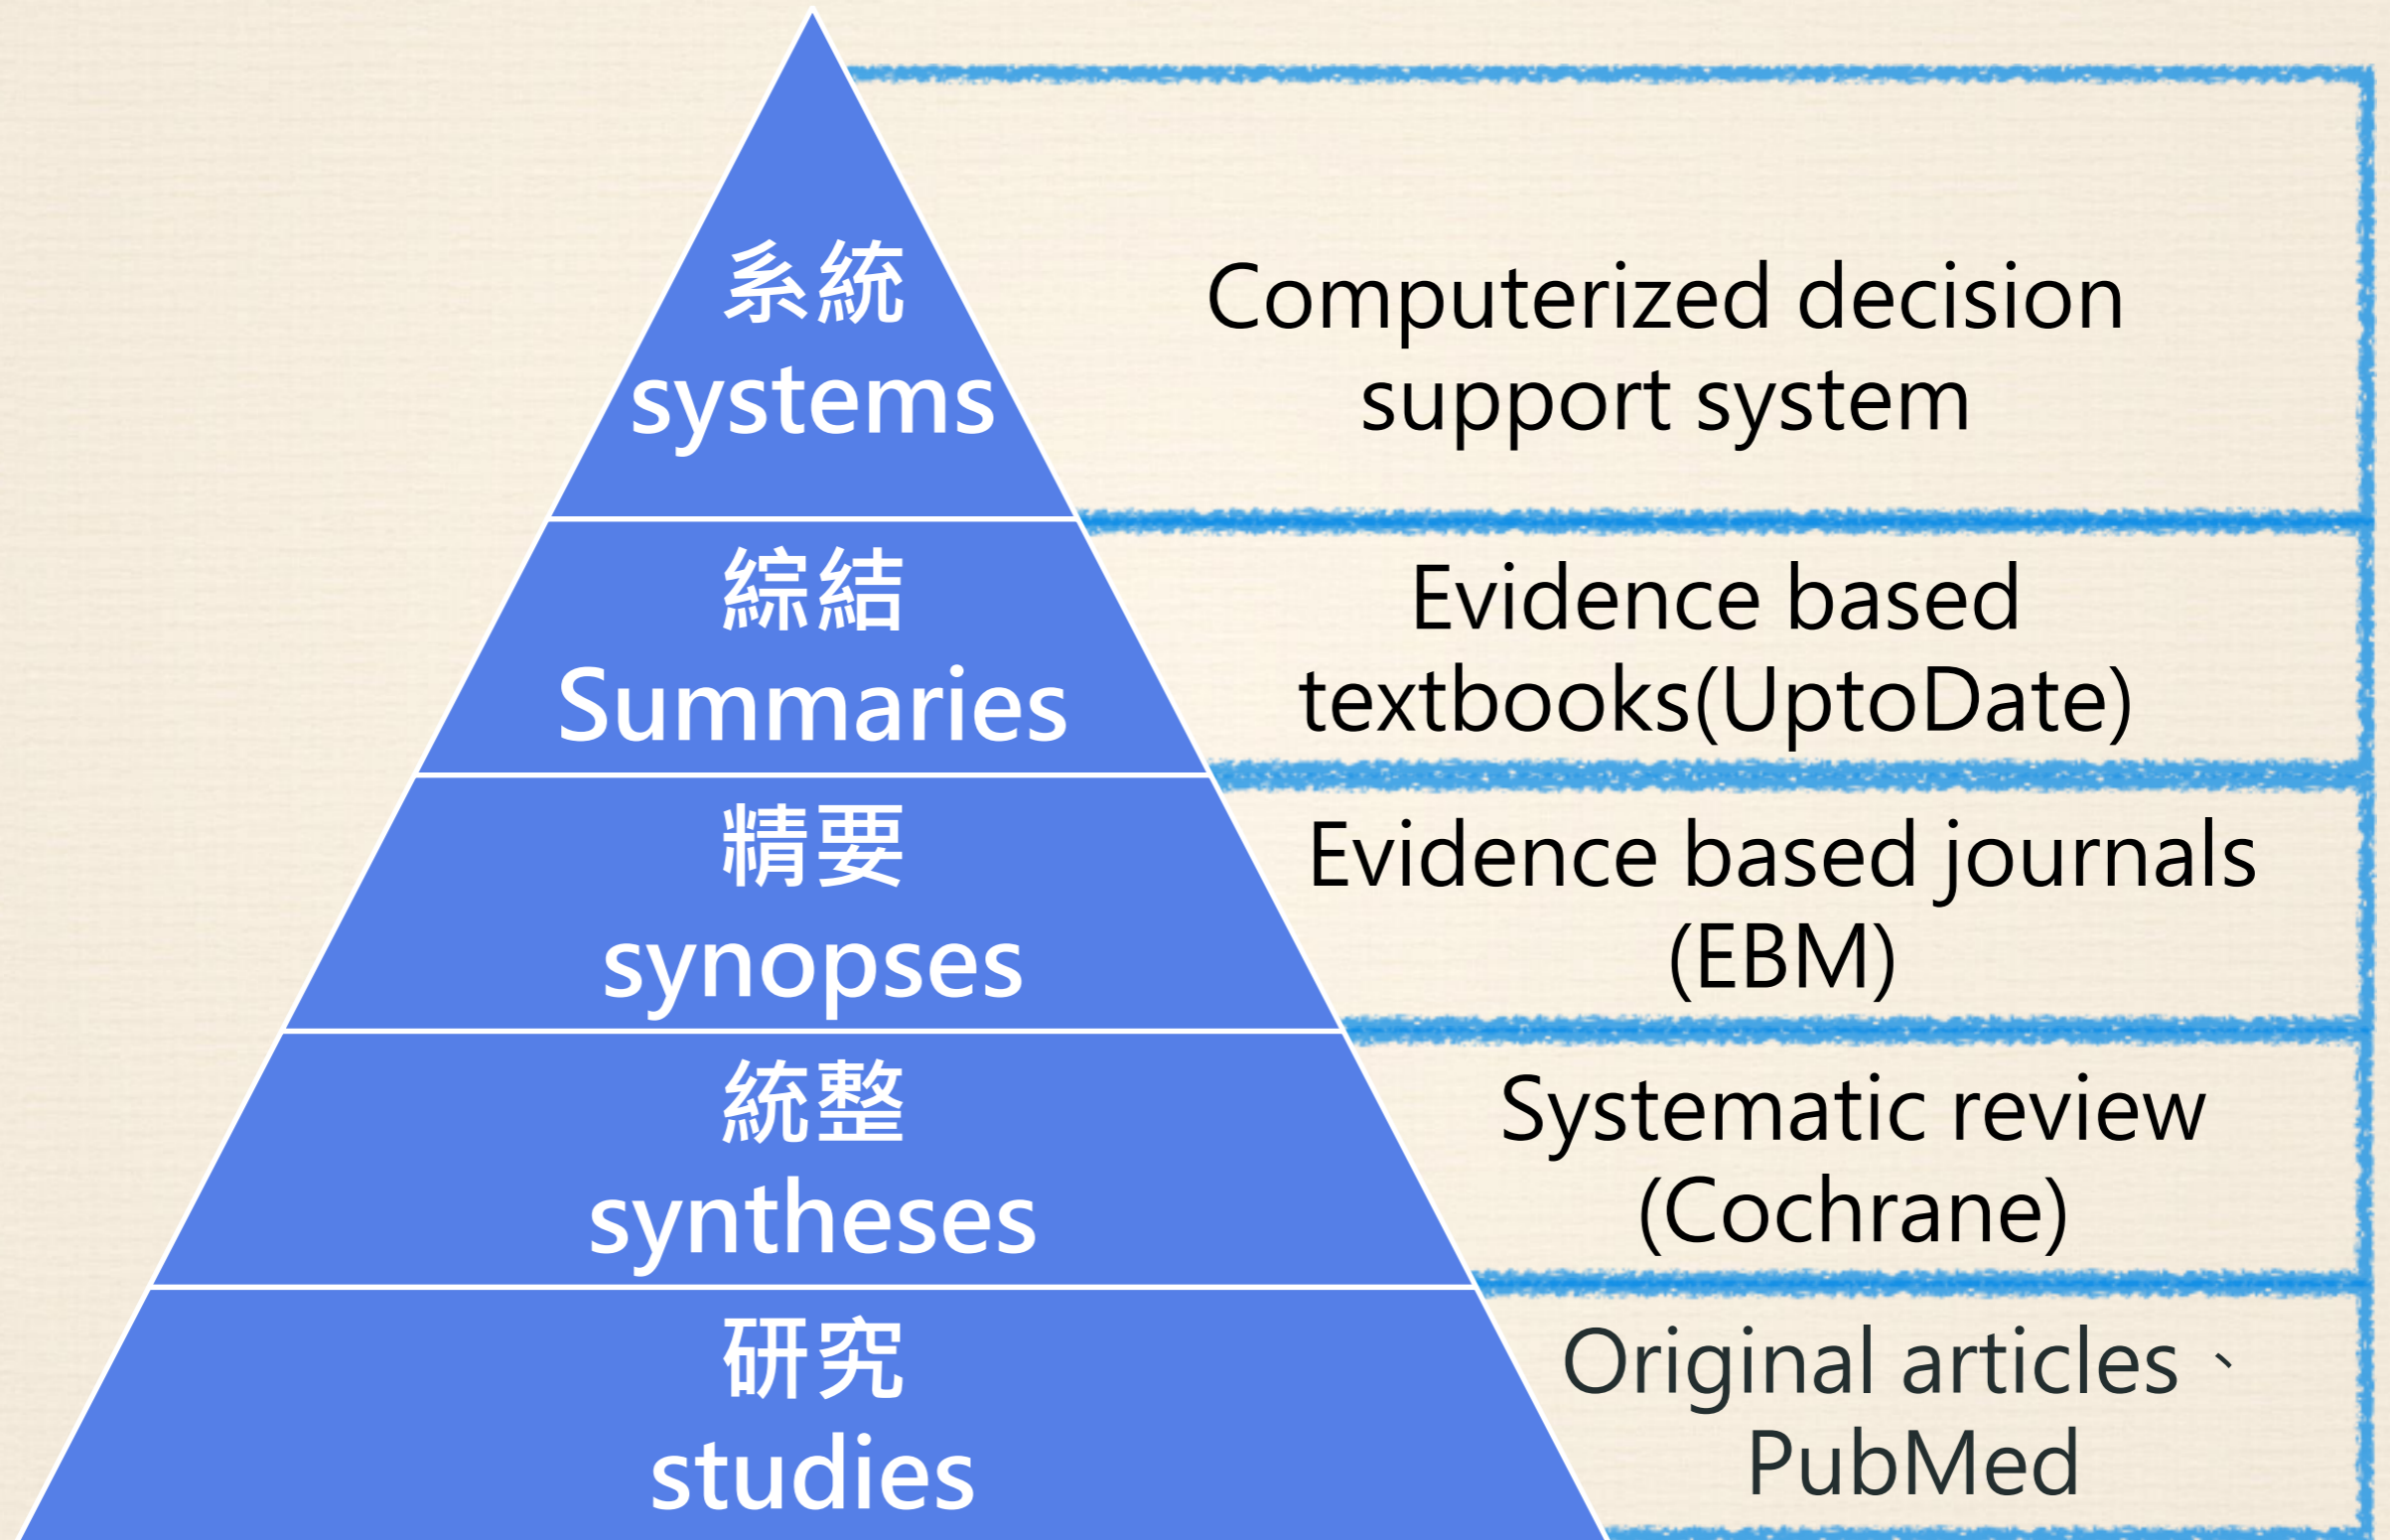 系統
systems
Computerized decision
support system
綜結
Summaries
Evidence based
textbooks(UptoDate)
精要
synopses
Evidence based journals
(EBM)
統整
syntheses
Systematic review
(Cochrane)
研究
studies
Original articles、
PubMed